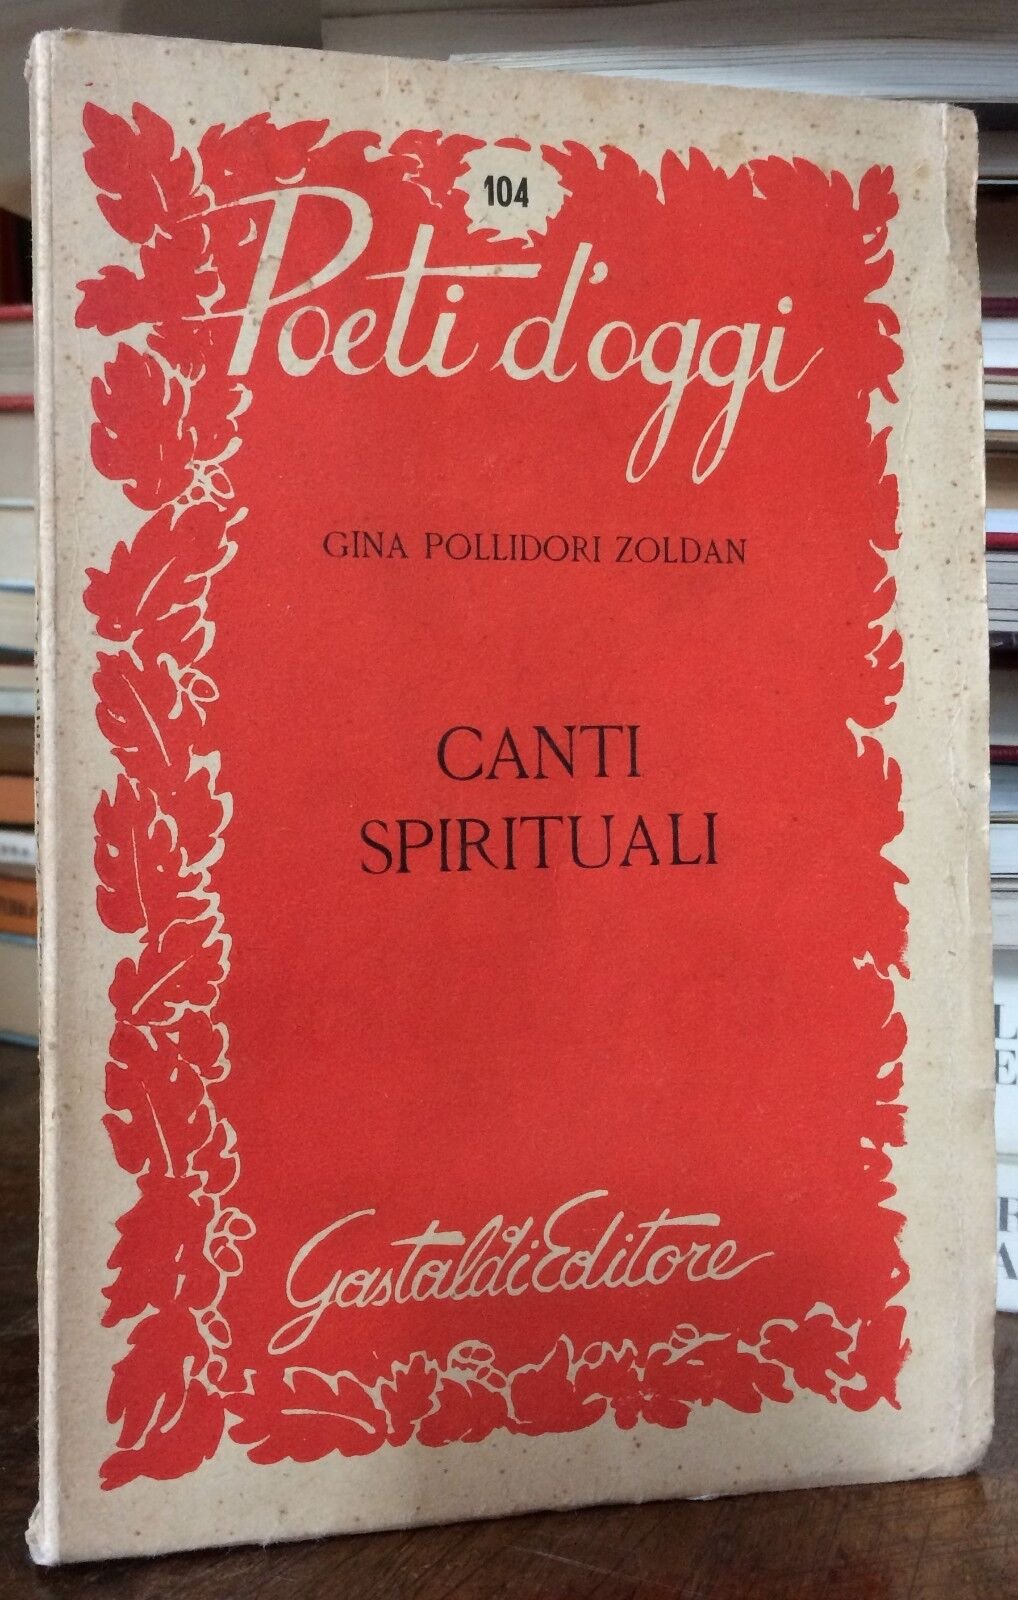 104
Poeti d'oggi
GINA POLLIDORI ZOLDAN
CANTI
SPIRITUALI
Gastaldi Editore